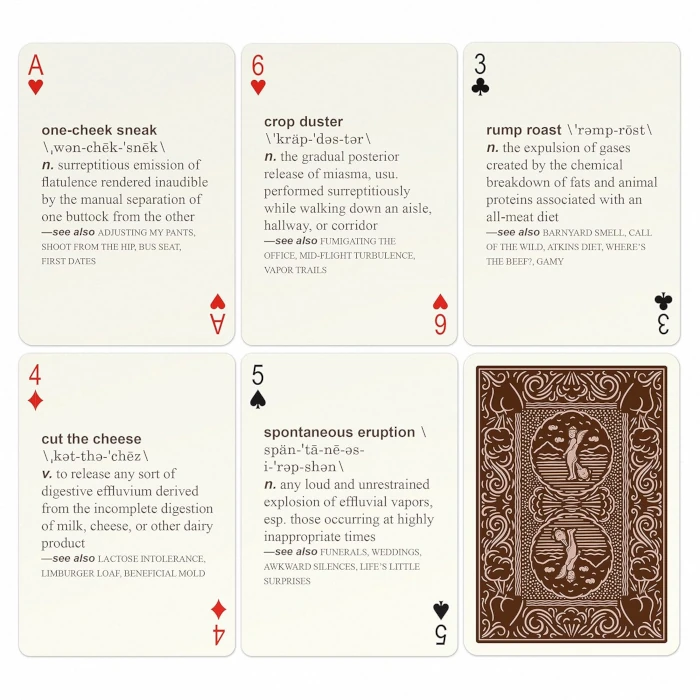 A
one-cheek sneak
\ˌwən-chēk-ˈsnēk\
n. surreptitious emission of
flatulence rendered inaudible
by the manual separation of
one buttock from the other
—see also ADJUSTING MY PANTS,
SHOOT FROM THE HIP, BUS SEAT,
FIRST DATES
A
6
crop duster
\ˈkräp-ˈdəs-tər\
n. the gradual posterior
release of miasma, usu.
performed surreptitiously
while walking down an aisle,
hallway, or corridor
—see also FUMIGATING THE
OFFICE, MID-FLIGHT TURBULENCE,
VAPOR TRAILS
6
3
rump roast \ˈrəmp-rōst\
n. the expulsion of gases
created by the chemical
breakdown of fats and animal
proteins associated with an
all-meat diet
—see also BARNYARD SMELL, CALL
OF THE WILD, ATKINS DIET, WHERE'S
THE BEEF?, GAMY
3
4
cut the cheese
\ˌkət-thə-ˈchēz\
v. to release any sort of
digestive effluvium derived
from the incomplete digestion
of milk, cheese, or other dairy
product
—see also LACTOSE INTOLERANCE,
LIMBURGER LOAF, BENEFICIAL MOLD
4
5
spontaneous eruption \
spän-ˈtā-nē-əs-
i-ˈrəp-shən\
n. any loud and unrestrained
explosion of effluvial vapors,
esp. those occurring at highly
inappropriate times
—see also FUNERALS, WEDDINGS,
AWKWARD SILENCES, LIFE'S LITTLE
SURPRISES
5